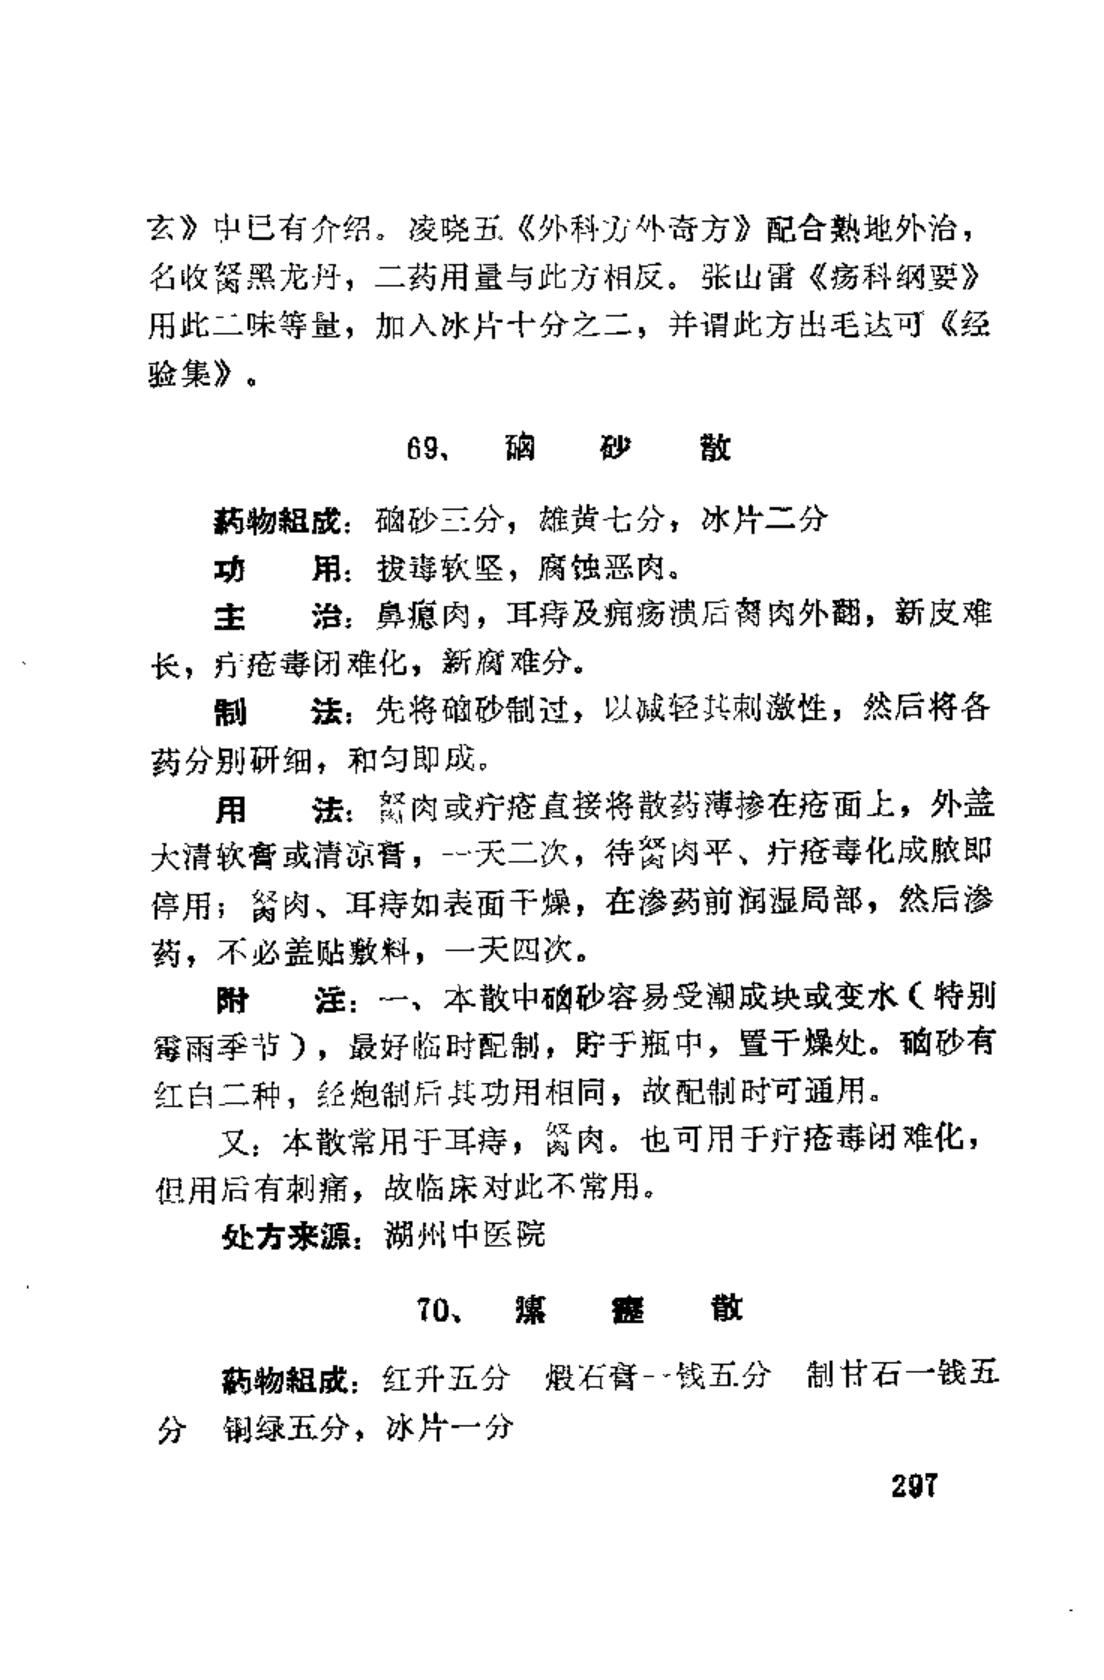 玄》中已有介绍。凌晓五《外科方外奇方》配合熟地外治，
名收胬黑龙丹，二药用量与此方相反。张山雷《疡科纲要》
用此二味等量，加入冰片十分之二，并谓此方出毛达可《经
验集》。
69、 硇 砂 散
药物組成：硇砂三分，雄黄七分，冰片二分
功 用：拔毒软坚，腐蚀恶肉。
主 治：鼻瘜肉，耳痔及痈疡溃后胬肉外翻，新皮难
长，疔疮毒闭难化，新腐难分。
制 法：先将硇砂制过，以减轻其刺激性，然后将各
药分别研细，和匀即成。
用 法：胬肉或疔疮直接将散药薄掺在疮面上，外盖
大清软膏或清凉膏，一天二次，待胬肉平、疔疮毒化成脓即
停用；胬肉、耳痔如表面干燥，在渗药前润湿局部，然后渗
药，不必盖贴敷料，一天四次。
附 注：一、本散中硇砂容易受潮成块或变水（特别
霉雨季节），最好临时配制，贮于瓶中，置干燥处。硇砂有
红白二种，经炮制后其功用相同，故配制时可通用。
又：本散常用于耳痔，胬肉。也可用于疔疮毒闭难化，
但用后有刺痛，故临床对此不常用。
处方来源：湖州中医院
70、 瘰 癧 散
药物組成：红升五分 煅石膏一钱五分 制甘石一钱五
分 铜绿五分，冰片一分
297